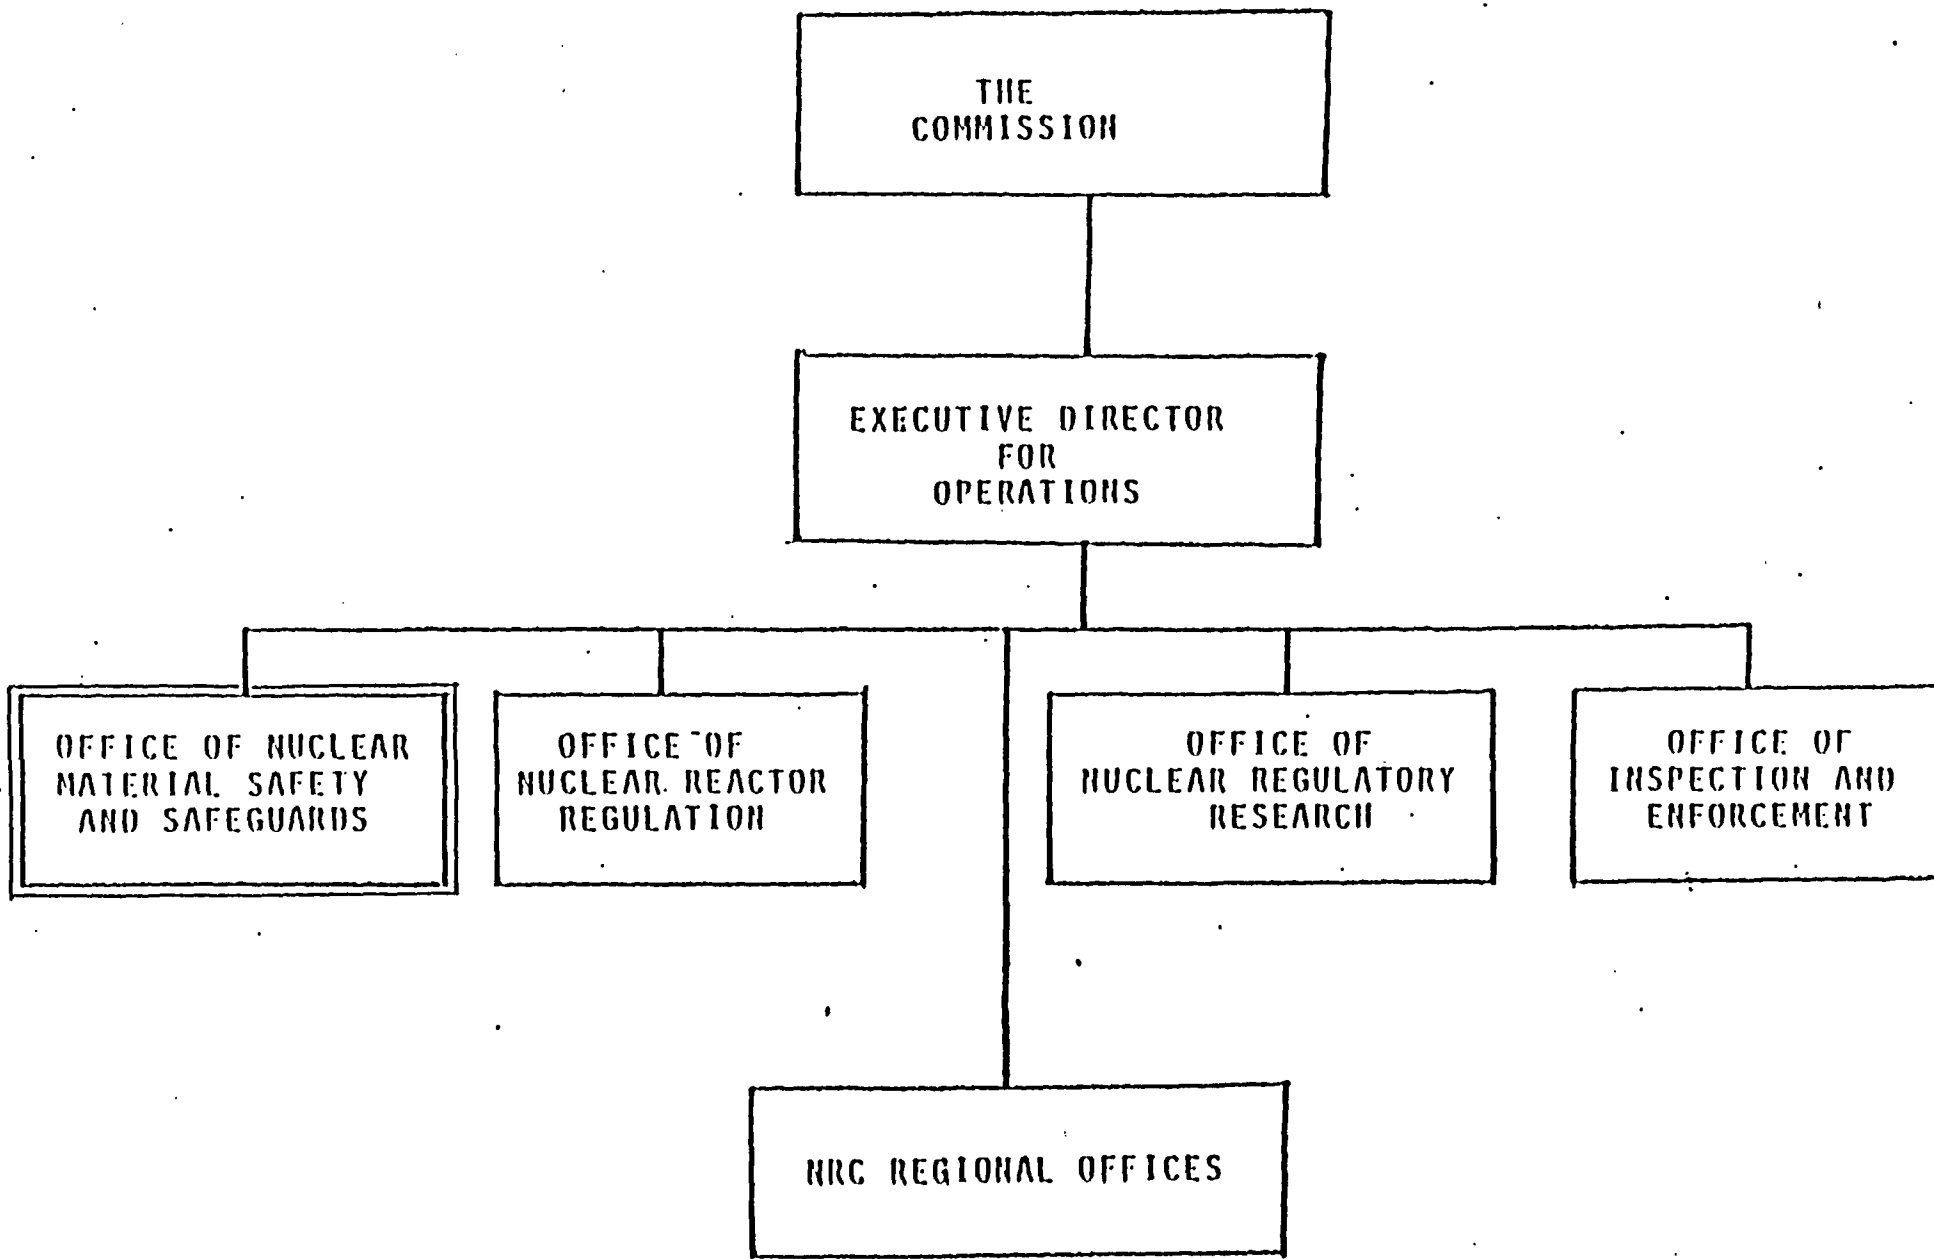 THE
COMMISSION
EXECUTIVE DIRECTOR
FOR
OPERATIONS
OFFICE OF NUCLEAR
MATERIAL SAFETY
AND SAFEGUARDS
OFFICE OF
NUCLEAR REACTOR
REGULATION
OFFICE OF
NUCLEAR REGULATORY
RESEARCH
OFFICE OF
INSPECTION AND
ENFORCEMENT
NRC REGIONAL OFFICES